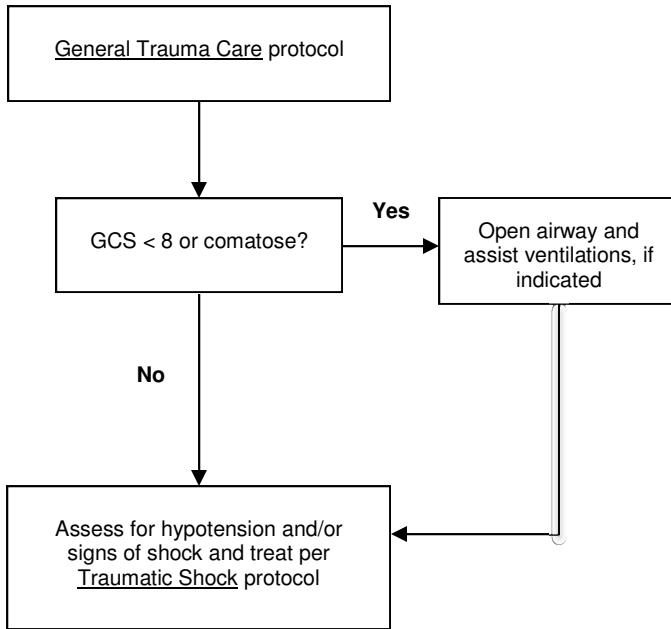 General Trauma Care protocol
GCS < 8 or comatose?
Yes
Open airway and
assist ventilations, if
indicated
No
Assess for hypotension and/or
signs of shock and treat per
Traumatic Shock protocol